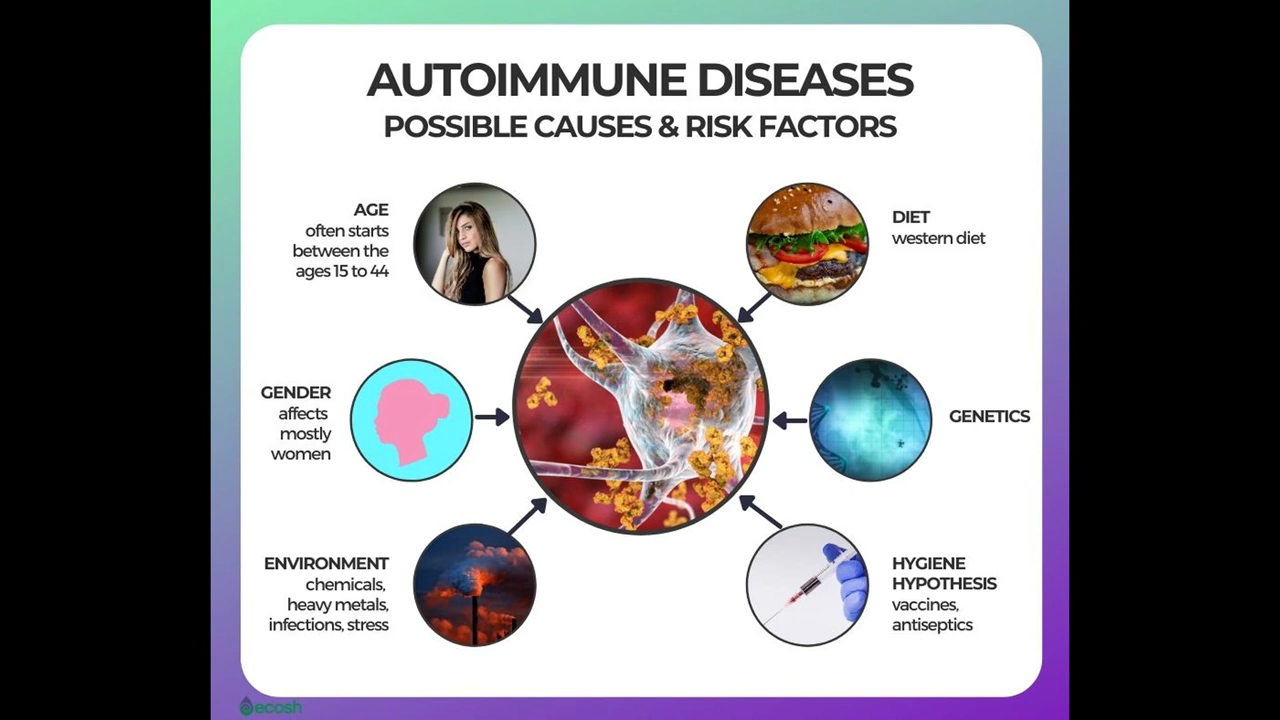 AUTOIMMUNE DISEASES
POSSIBLE CAUSES & RISK FACTORS
AGE
often starts
between the
ages 15 to 44
DIET
western diet
GENDER
affects
mostly
women
GENETICS
ENVIRONMENT
chemicals,
heavy metals,
infections, stress
HYGIENE
HYPOTHESIS
vaccines,
antiseptics
ecosh